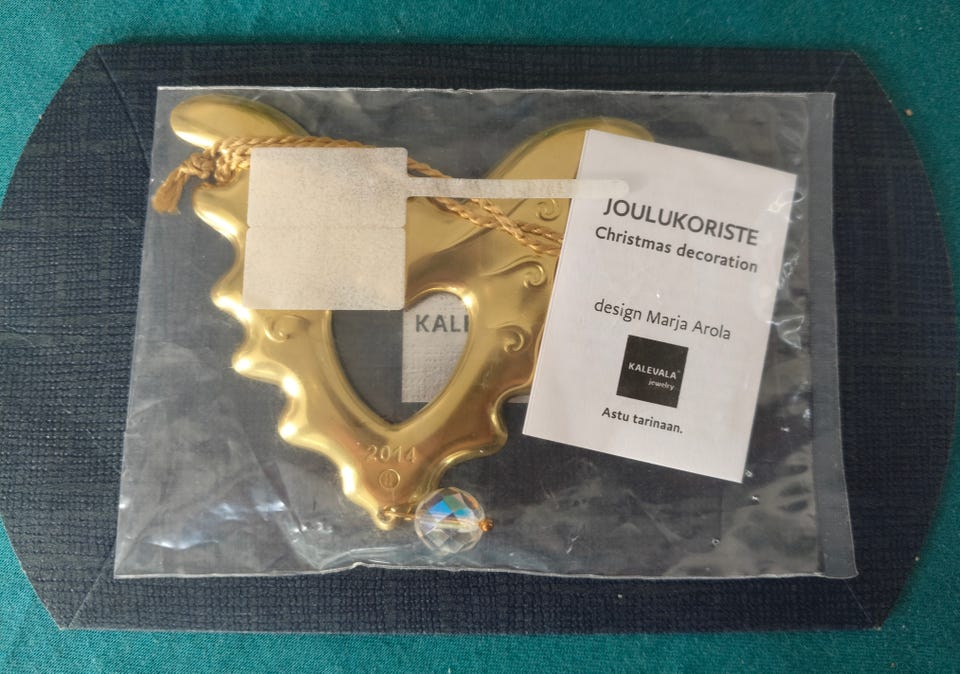 JOULUKORISTE
Christmas decoration
design Marja Arola
KALEVALA
jewelry
Astu tarinaan.
KALI
2014